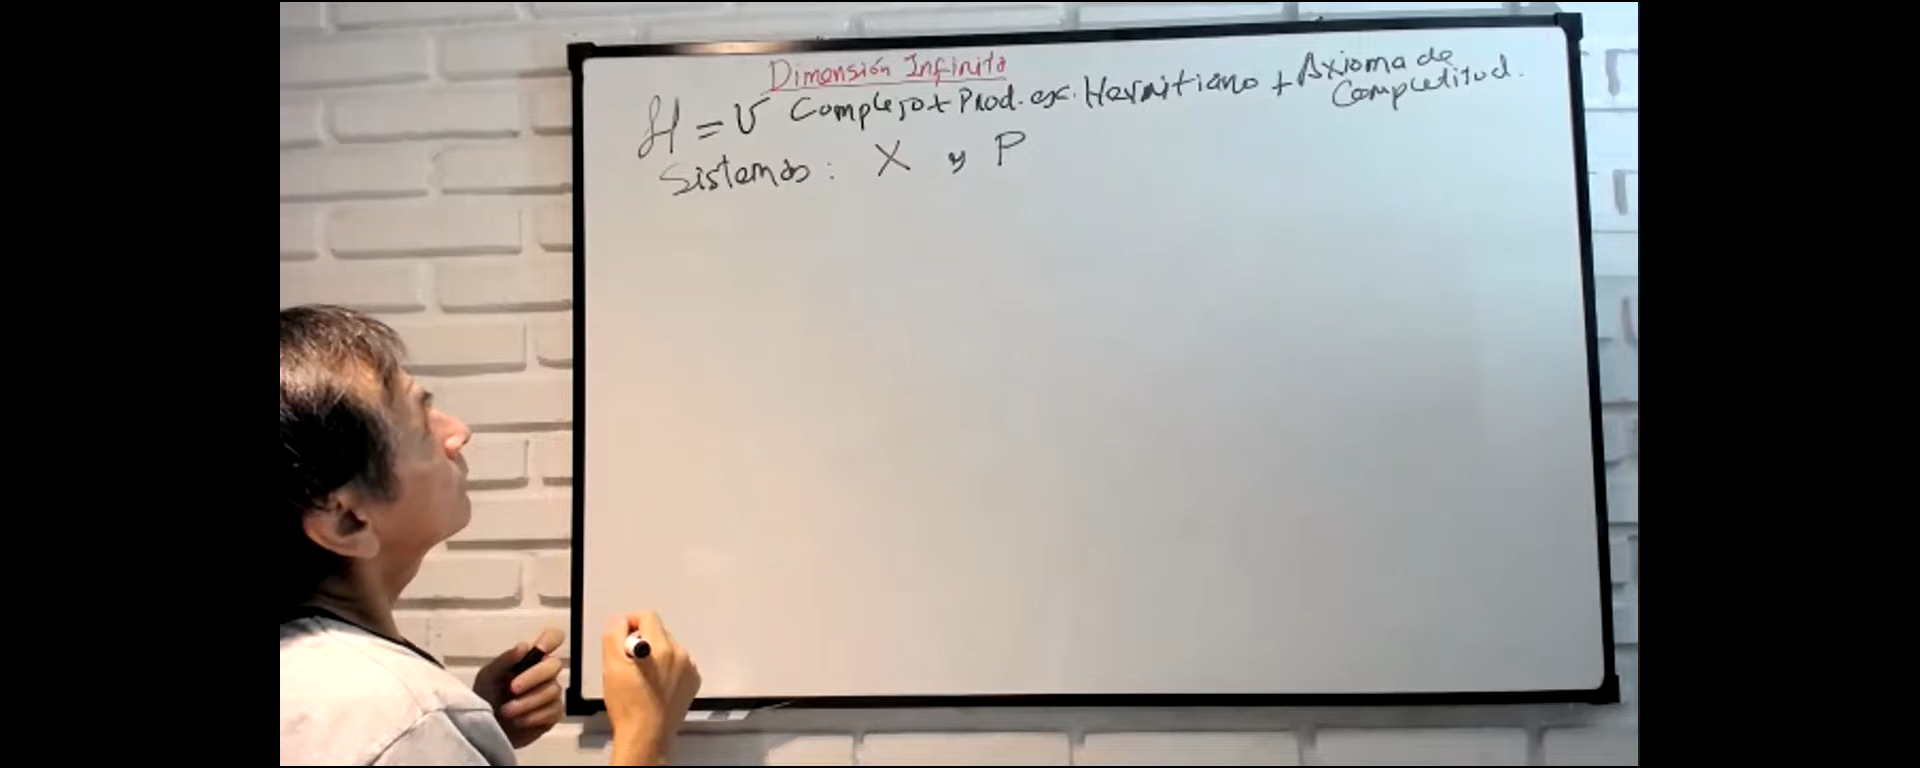 Dimensión Infinita
H = V Complejo + Prod. esc. Hermitiano + Axioma de Completitud.
Sistemas: X y P